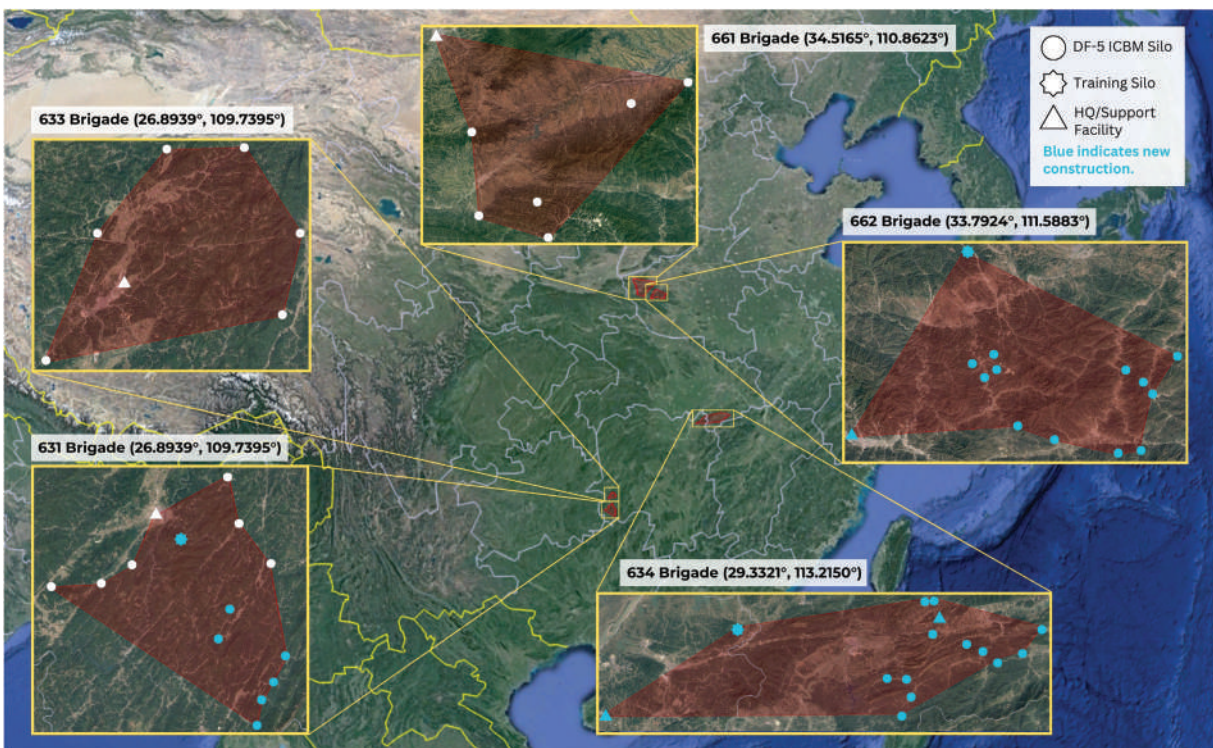 661 Brigade (34.5165°, 110.8623°)
DF-5 ICBM Silo
Training Silo
HQ/Support
Facility
Blue indicates new
construction.
633 Brigade (26.8939°, 109.7395°)
662 Brigade (33.7924°, 111.5883°)
631 Brigade (26.8939°, 109.7395°)
634 Brigade (29.3321°, 113.2150°)